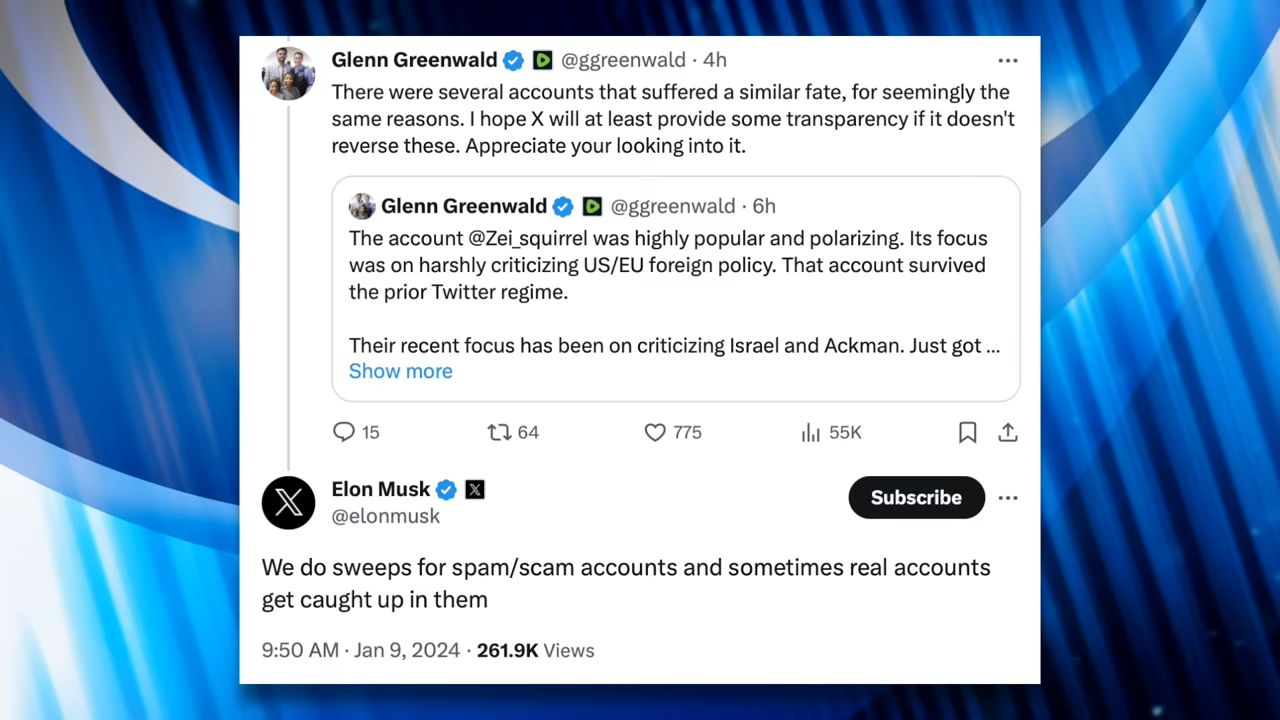 Glenn Greenwald @ggreenwald · 4h
There were several accounts that suffered a similar fate, for seemingly the
same reasons. I hope X will at least provide some transparency if it doesn't
reverse these. Appreciate your looking into it.
Glenn Greenwald @ggreenwald · 6h
The account @Zei_squirrel was highly popular and polarizing. Its focus
was on harshly criticizing US/EU foreign policy. That account survived
the prior Twitter regime.
Their recent focus has been on criticizing Israel and Ackman. Just got ...
Show more
15 64 775 55K
Elon Musk
@elonmusk
Subscribe
We do sweeps for spam/scam accounts and sometimes real accounts
get caught up in them
9:50 AM · Jan 9, 2024 · 261.9K Views